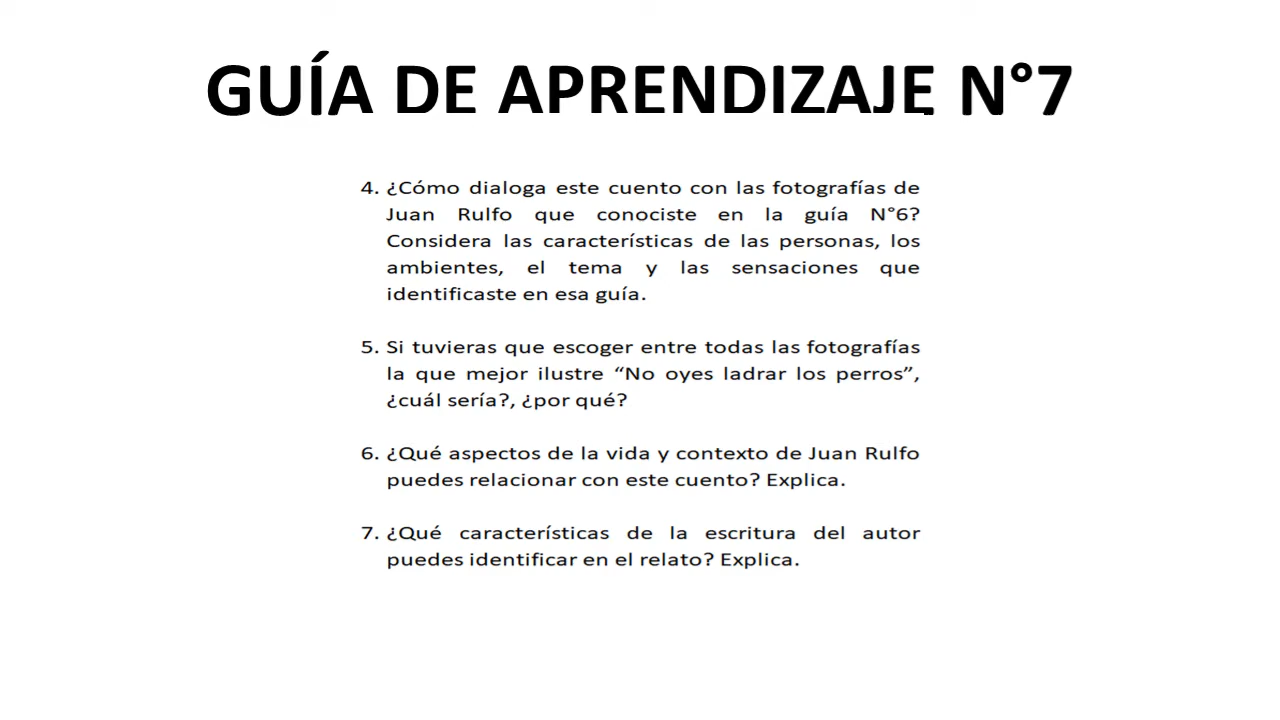 GUÍA DE APRENDIZAJE N°7
4. ¿Cómo dialoga este cuento con las fotografías de
Juan Rulfo que conociste en la guía N°6?
Considera las características de las personas, los
ambientes, el tema y las sensaciones que
identificaste en esa guía.
5. Si tuvieras que escoger entre todas las fotografías
la que mejor ilustre “No oyes ladrar los perros”,
¿cuál sería?, ¿por qué?
6. ¿Qué aspectos de la vida y contexto de Juan Rulfo
puedes relacionar con este cuento? Explica.
7. ¿Qué características de la escritura del autor
puedes identificar en el relato? Explica.